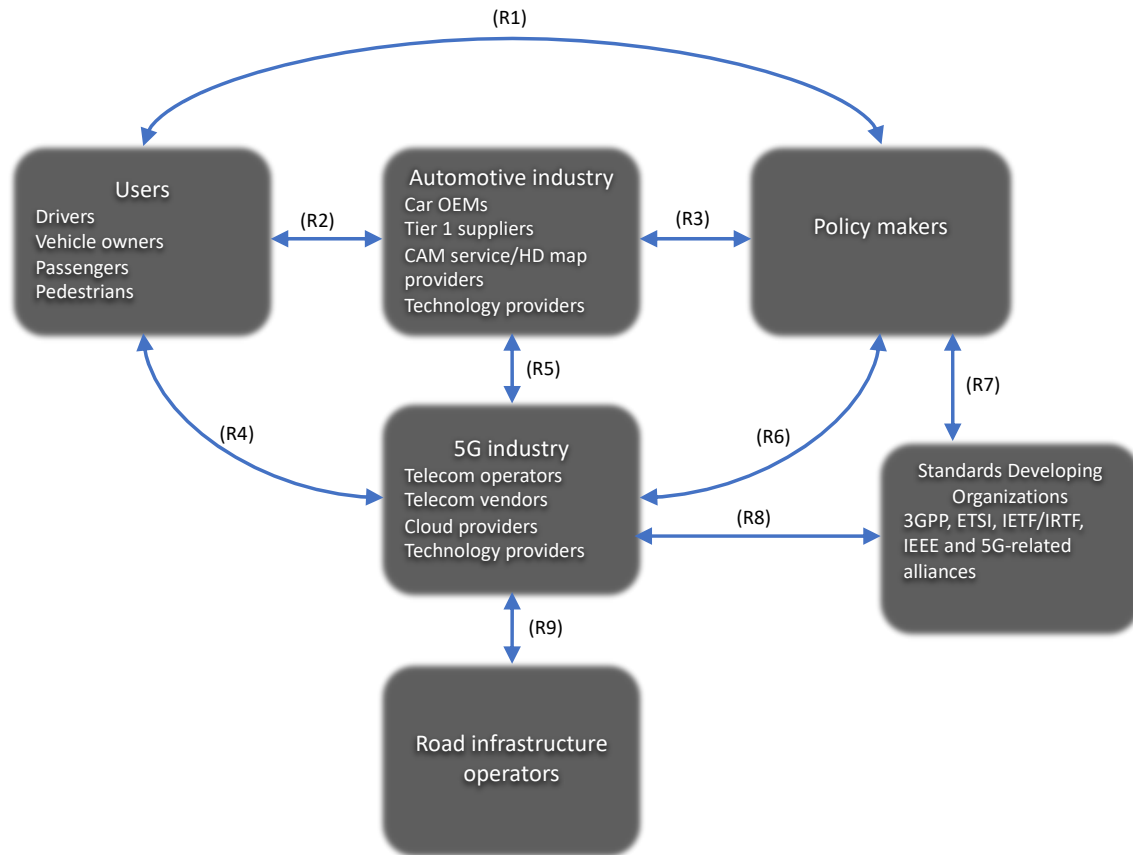 (R1)
Users
Drivers
Vehicle owners
Passengers
Pedestrians
(R2)
Automotive industry
Car OEMs
Tier 1 suppliers
CAM service/HD map
providers
Technology providers
(R3)
Policy makers
(R4)
(R5)
(R6)
(R7)
5G industry
Telecom operators
Telecom vendors
Cloud providers
Technology providers
(R8)
Standards Developing
Organizations
3GPP, ETSI, IETF/IRTF,
IEEE and 5G-related
alliances
(R9)
Road infrastructure
operators